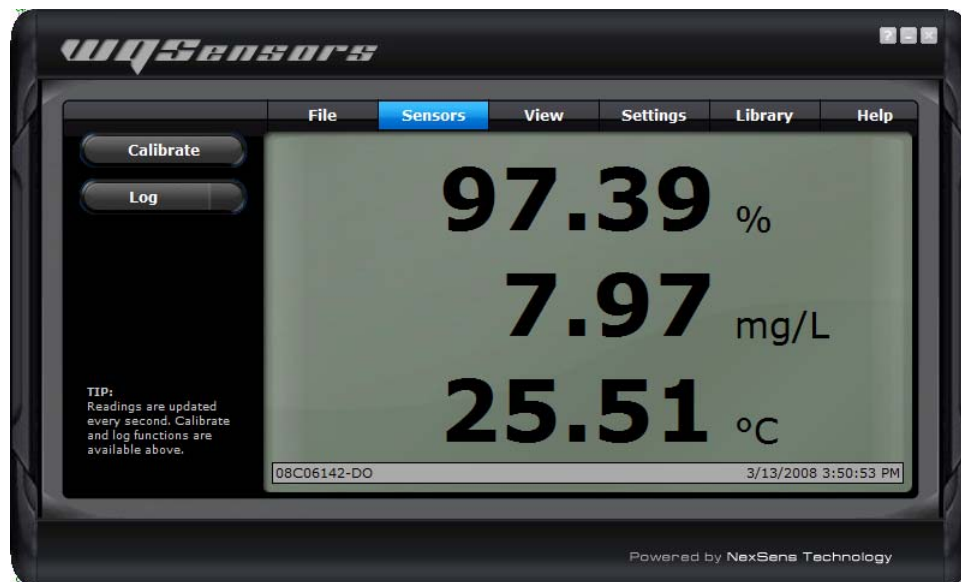 WQSensors
? - x
File Sensors View Settings Library Help
Calibrate
Log
97.39 %
7.97 mg/L
25.51 °C
TIP:
Readings are updated
every second. Calibrate
and log functions are
available above.
08C06142-DO 3/13/2008 3:50:53 PM
Powered by NexSens Technology